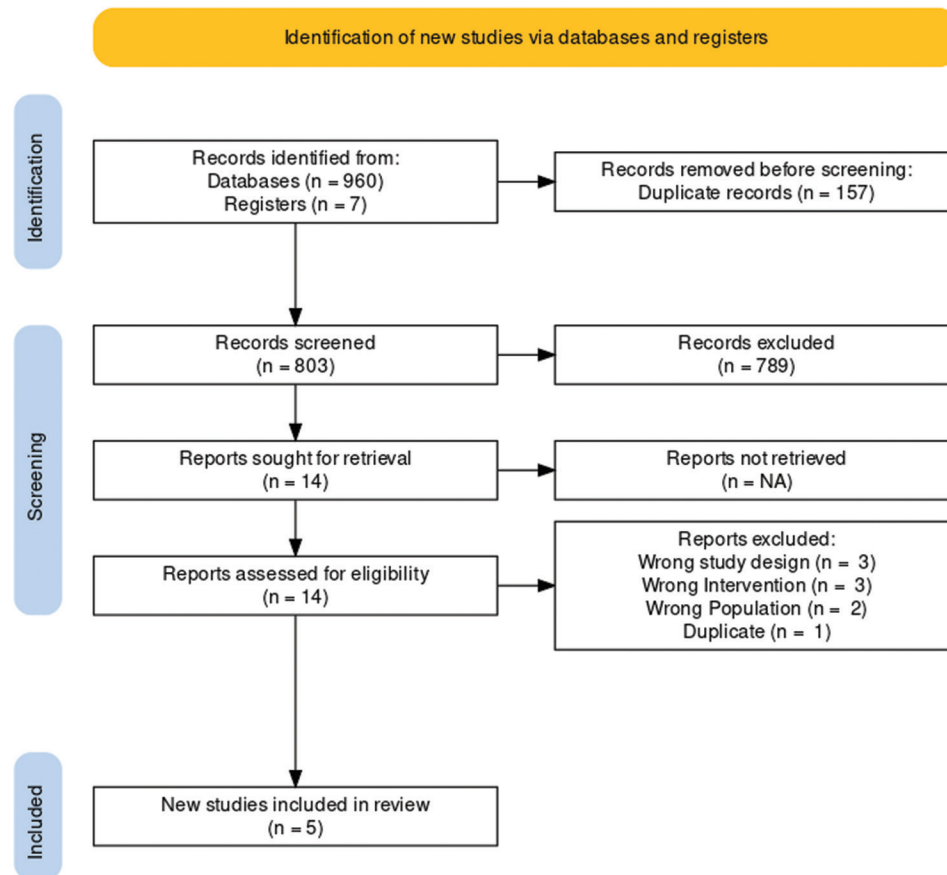 Identification of new studies via databases and registers
Identification
Records identified from:
Databases (n = 960)
Registers (n = 7)
Records removed before screening:
Duplicate records (n = 157)
Screening
Records screened
(n = 803)
Records excluded
(n = 789)
Reports sought for retrieval
(n = 14)
Reports not retrieved
(n = NA)
Reports assessed for eligibility
(n = 14)
Reports excluded:
Wrong study design (n = 3)
Wrong Intervention (n = 3)
Wrong Population (n = 2)
Duplicate (n = 1)
Included
New studies included in review
(n = 5)